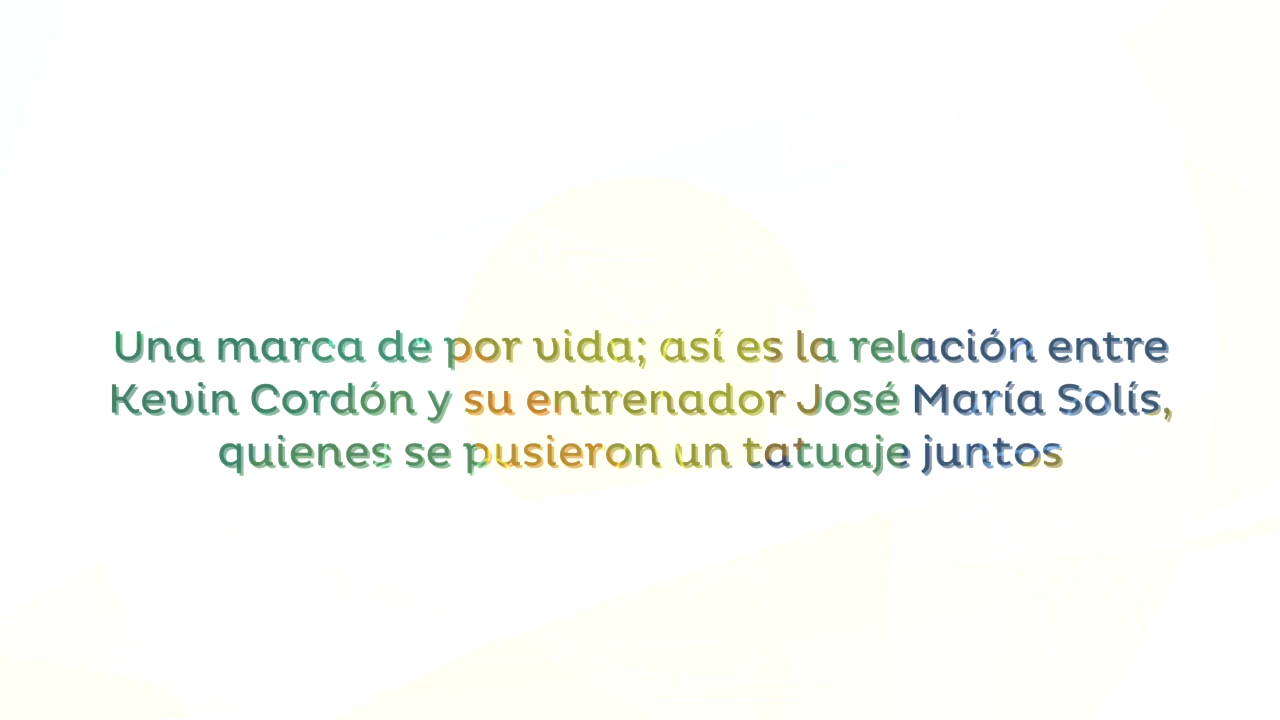 Una marca de por vida; así es la relación entre
Kevin Cordón y su entrenador José María Solís,
quienes se pusieron un tatuaje juntos